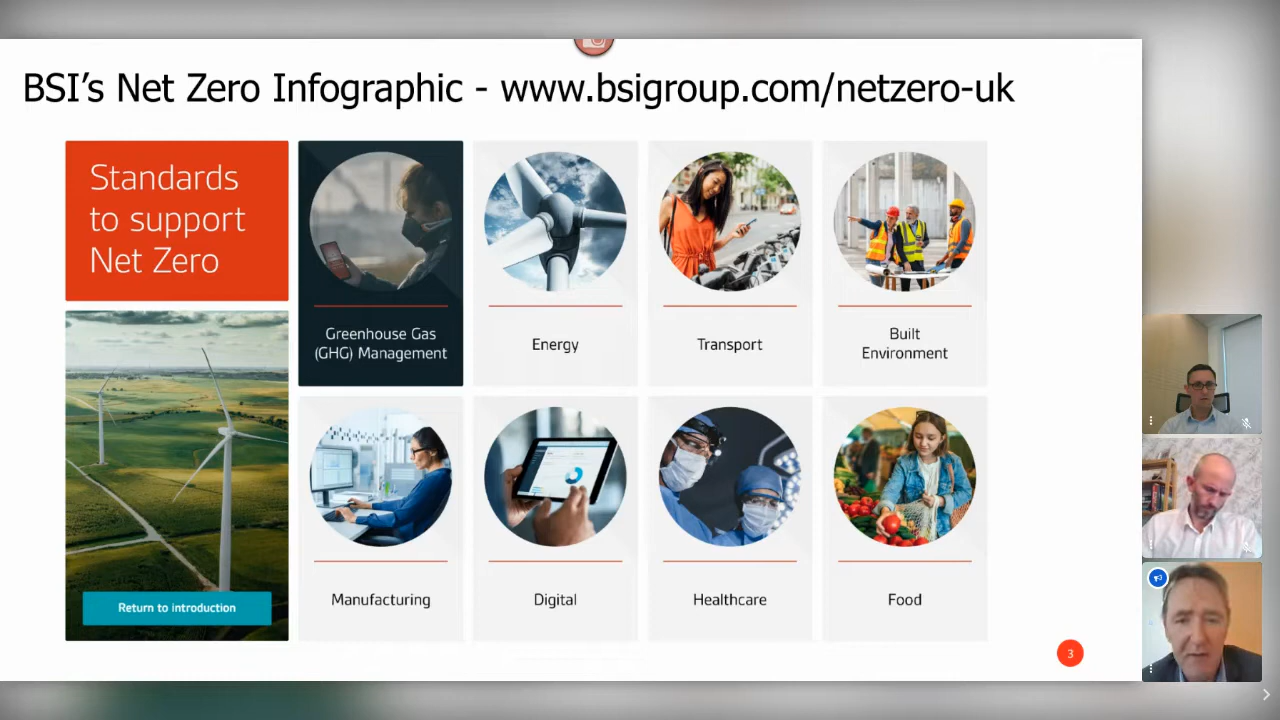 BSI’s Net Zero Infographic - www.bsigroup.com/netzero-uk
Standards
to support
Net Zero
Return to introduction
Greenhouse Gas
(GHG) Management
Energy
Transport
Built
Environment
Manufacturing
Digital
Healthcare
Food
3